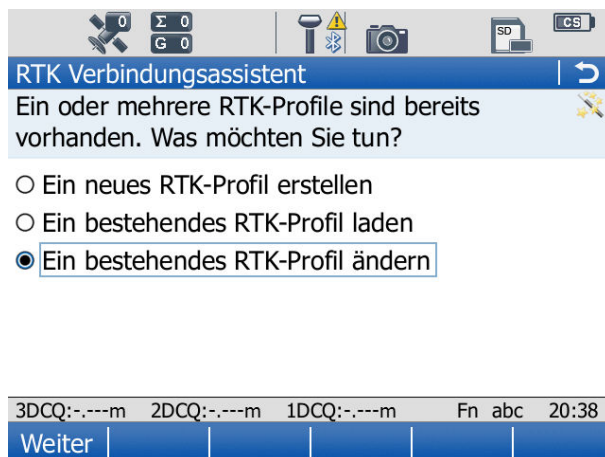 0 Σ 0
G 0
SD
CS
RTK Verbindungsassistent
Ein oder mehrere RTK-Profile sind bereits
vorhanden. Was möchten Sie tun?
Ein neues RTK-Profil erstellen
Ein bestehendes RTK-Profil laden
Ein bestehendes RTK-Profil ändern
3DCQ:-.---m 2DCQ:-.---m 1DCQ:-.---m Fn abc 20:38
Weiter